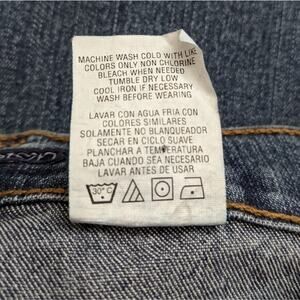 MACHINE WASH COLD WITH LIKE
COLORS ONLY NON CHLORINE
BLEACH WHEN NEEDED
TUMBLE DRY LOW
COOL IRON IF NECESSARY
WASH BEFORE WEARING
LAVAR CON AGUA FRIA CON
COLORES SIMILARES
SOLAMENTE NO BLANQUEADOR
SECAR EN CICLO SUAVE
PLANCHAR A TEMPERATURA
BAJA CUANDO SEA NECESARIO
LAVAR ANTES DE USAR
30°C